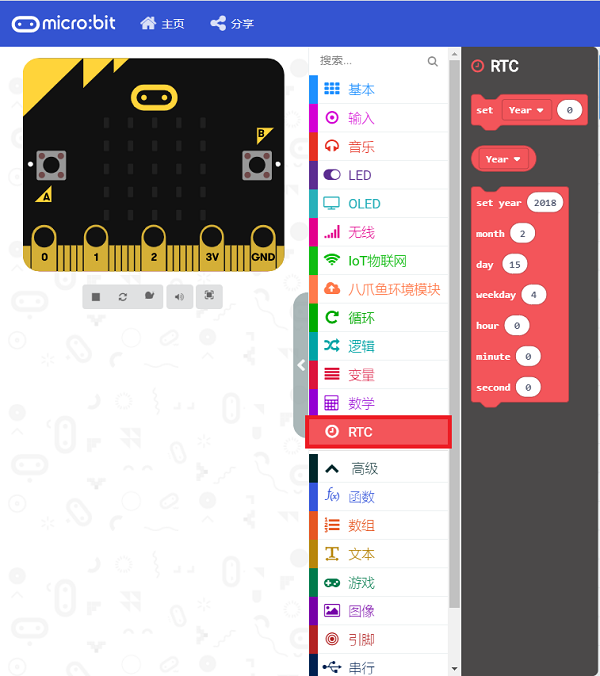 micro:bit 主页 分享
B
A
0 1 2 3V GND
搜索...
基本
输入
音乐
LED
OLED
无线
IoT物联网
八爪鱼环境模块
循环
逻辑
变量
数学
RTC
高级
f(x) 函数
数组
文本
游戏
图像
引脚
串行
RTC
set Year 0
Year
set year 2018
month 2
day 15
weekday 4
hour 0
minute 0
second 0